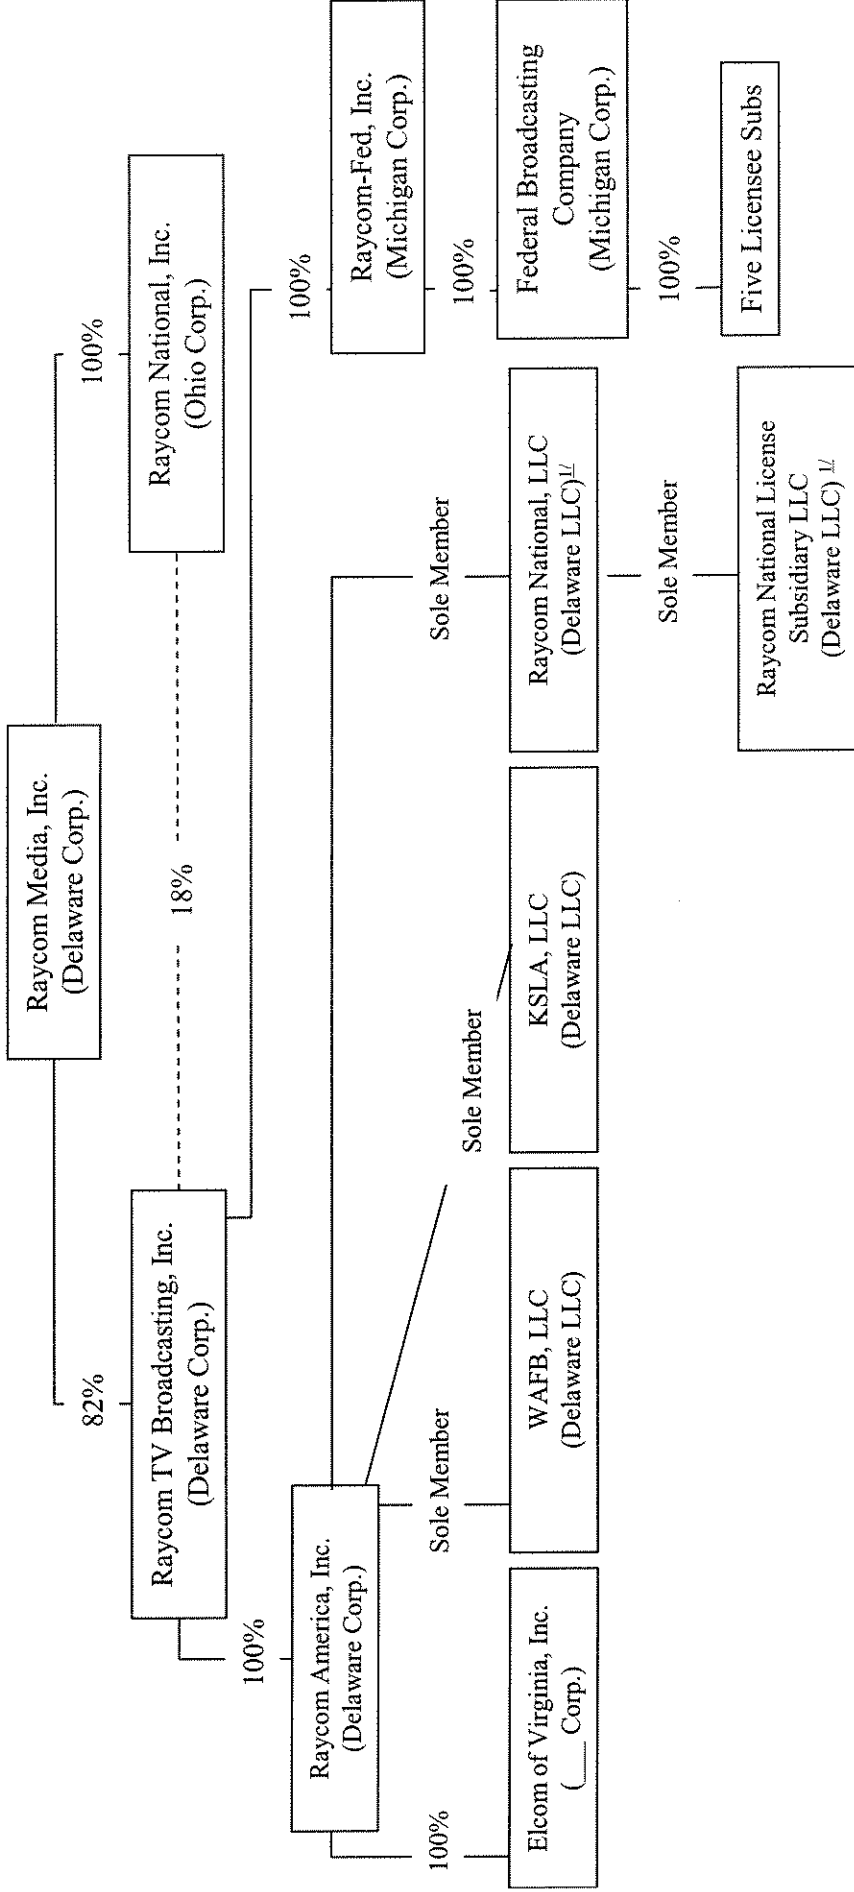 Raycom Media, Inc.
(Delaware Corp.)
82%
100%
Raycom TV Broadcasting, Inc.
(Delaware Corp.)
18%
Raycom National, Inc.
(Ohio Corp.)
100%
100%
Raycom America, Inc.
(Delaware Corp.)
Raycom-Fed, Inc.
(Michigan Corp.)
100%
Sole Member
Sole Member
Sole Member
100%
Elcom of Virginia, Inc.
(___ Corp.)
WAFB, LLC
(Delaware LLC)
KSLA, LLC
(Delaware LLC)
Raycom National, LLC
(Delaware LLC) 1/
Federal Broadcasting
Company
(Michigan Corp.)
Sole Member
100%
Raycom National License
Subsidiary LLC
(Delaware LLC) 1/
Five Licensee Subs